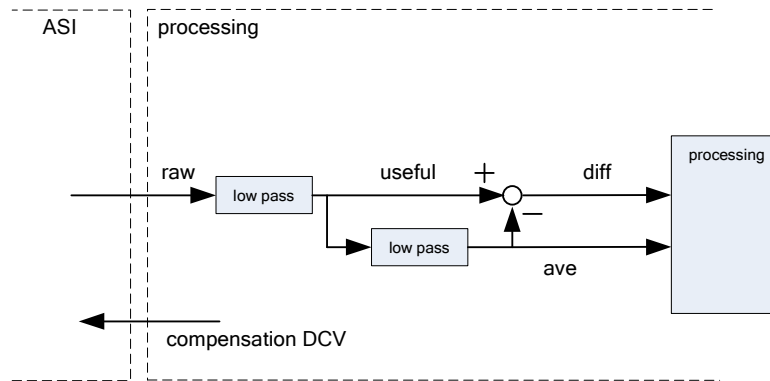 ASI
processing
processing
raw
useful
+
diff
low pass
−
low pass
ave
compensation DCV